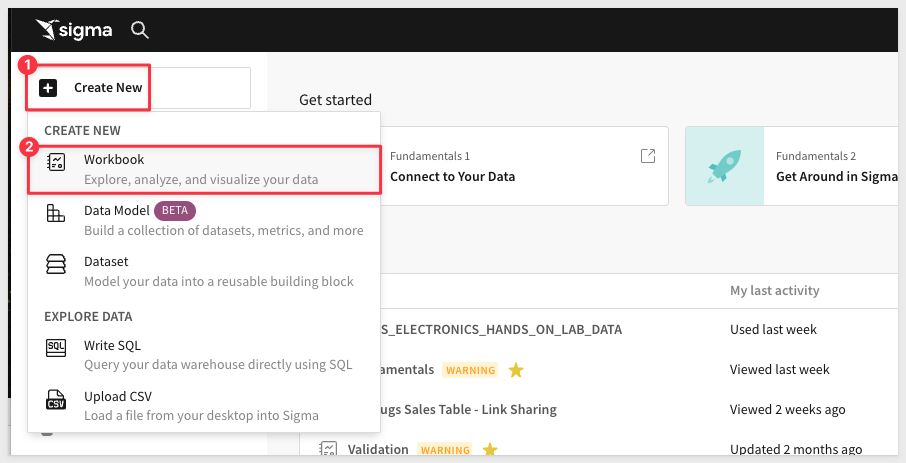 sigma
1
Create New
Get started
CREATE NEW
2
Workbook
Explore, analyze, and visualize your data
Data Model BETA
Build a collection of datasets, metrics, and more
Dataset
Model your data into a reusable building block
EXPLORE DATA
SQL
Write SQL
Query your data warehouse directly using SQL
CSV
Upload CSV
Load a file from your desktop into Sigma
Fundamentals 1
Connect to Your Data
Fundamentals 2
Get Around in Sigma
My last activity
S_ELECTRONICS_HANDS_ON_LAB_DATA
Used last week
amentals WARNING
Viewed last week
ugs Sales Table - Link Sharing
Viewed 2 weeks ago
Validation WARNING
Updated 2 months ago